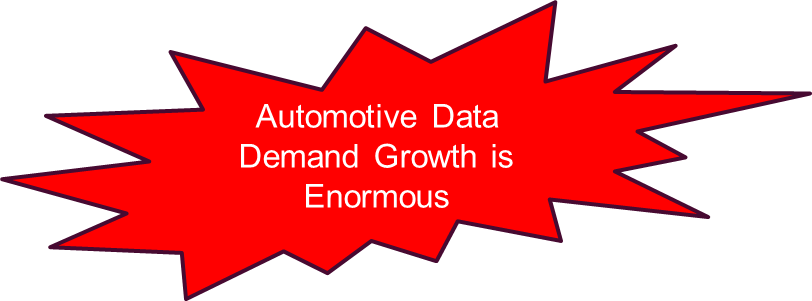 Automotive Data
Demand Growth is
Enormous